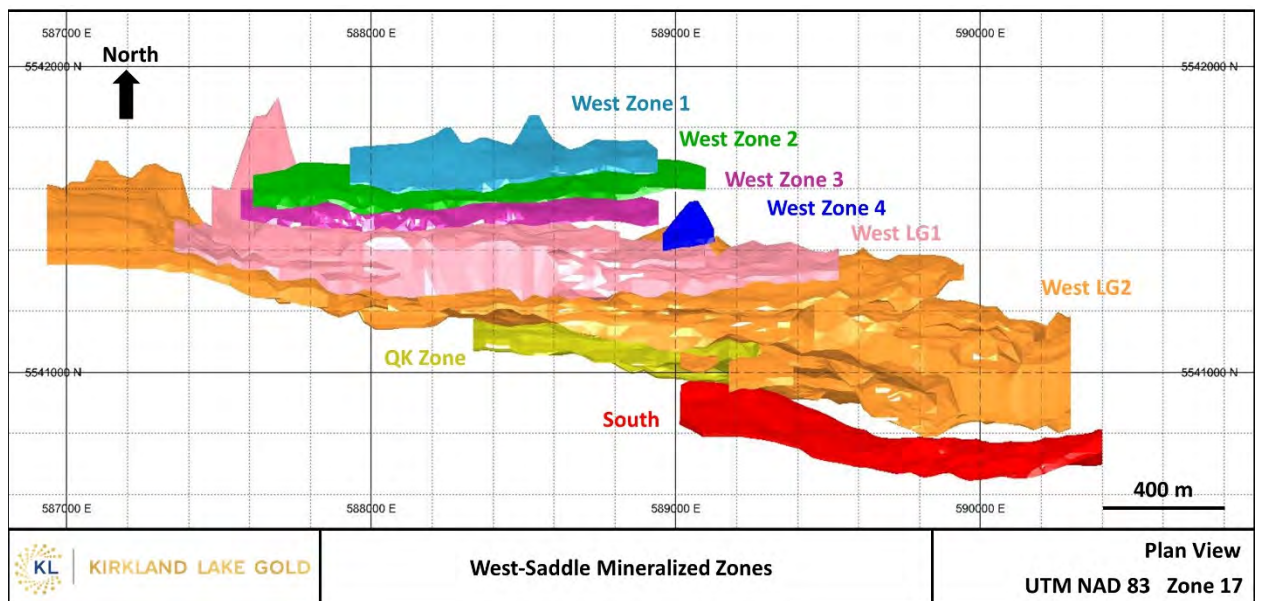 587000 E
588000 E
589000 E
590000 E
North
5542000 N
5542000 N
West Zone 1
West Zone 2
West Zone 3
West Zone 4
West LG1
West LG2
QK Zone
5541000 N
5541000 N
South
400 m
587000 E
588000 E
589000 E
590000 E
KL KIRKLAND LAKE GOLD
West-Saddle Mineralized Zones
Plan View
UTM NAD 83 Zone 17